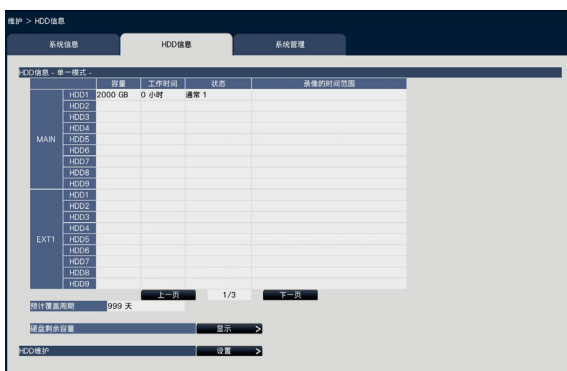 维护 > HDD信息
系统信息 HDD信息 系统管理
HDD信息 - 单一模式 -
容量 工作时间 状态 录像的时间范围
MAIN
HDD1 2000 GB 0 小时 通常 1
HDD2
HDD3
HDD4
HDD5
HDD6
HDD7
HDD8
HDD9
EXT1
HDD1
HDD2
HDD3
HDD4
HDD5
HDD6
HDD7
HDD8
HDD9
上一页 1/3 下一页
预计覆盖周期 999 天
硬盘剩余容量 显示 >
HDD维护 设置 >